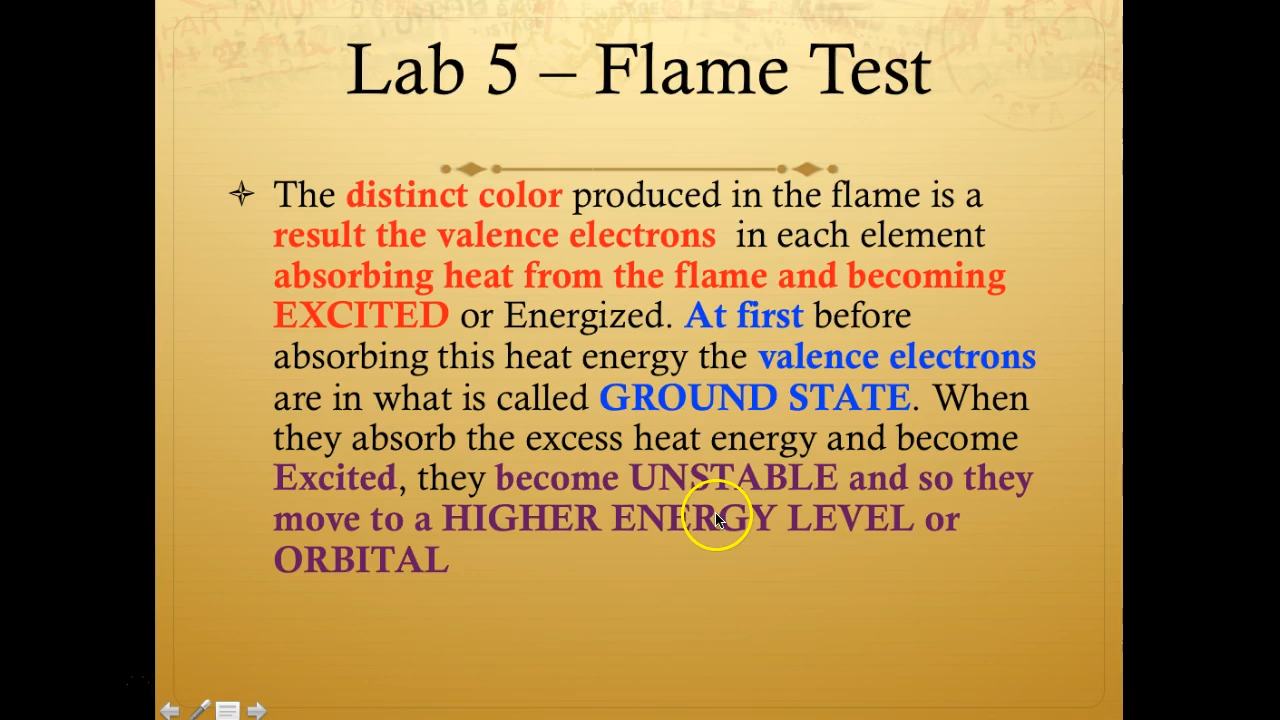 Lab 5 – Flame Test
The distinct color produced in the flame is a
result the valence electrons in each element
absorbing heat from the flame and becoming
EXCITED or Energized. At first before
absorbing this heat energy the valence electrons
are in what is called GROUND STATE. When
they absorb the excess heat energy and become
Excited, they become UNSTABLE and so they
move to a HIGHER ENERGY LEVEL or
ORBITAL